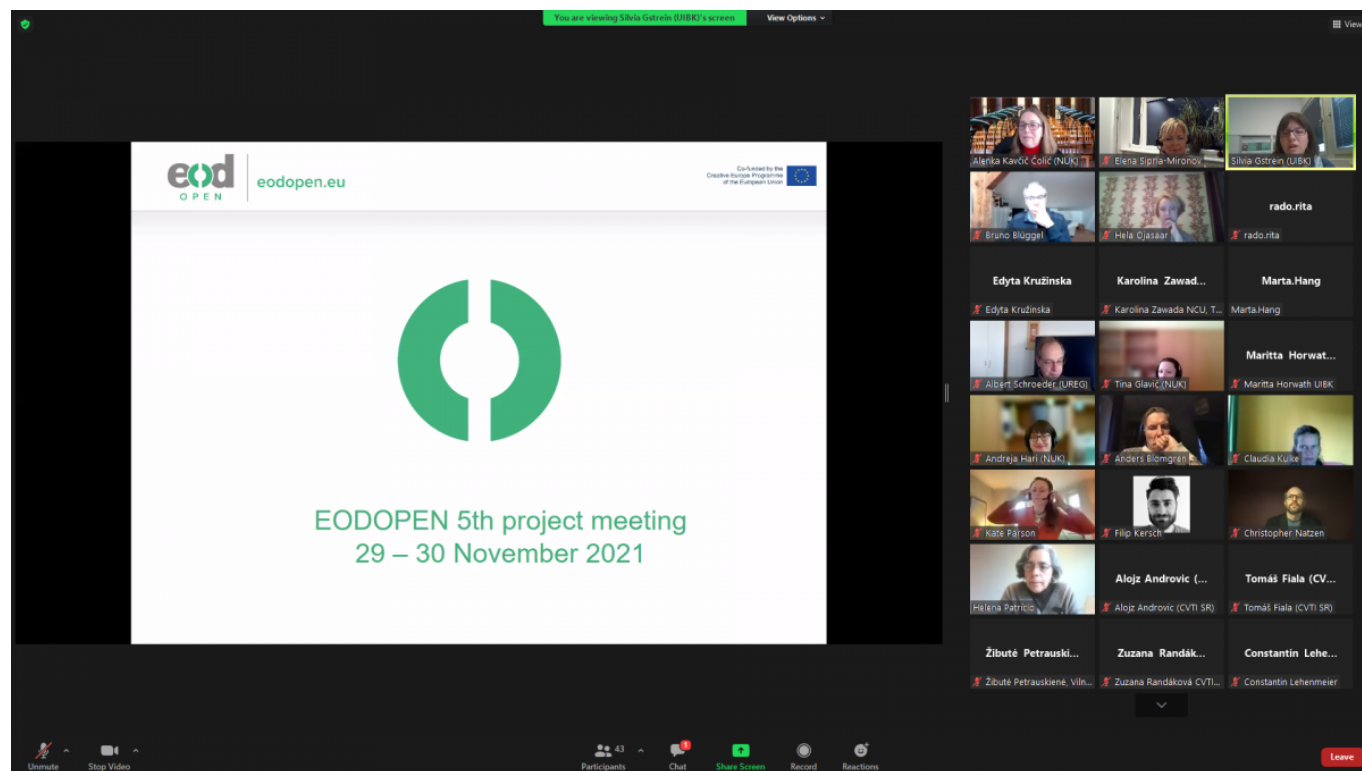 You are viewing Silvia Gstrein (UIBK)'s screen
View Options
View
eod
OPEN
eodopen.eu
Co-funded by the
Creative Europe Programme
of the European Union
EODOPEN 5th project meeting
29 – 30 November 2021
Alenka Kavčič Čolić (NUK)
Elena Sipria-Mironov
Silvia Gstrein (UIBK)
Bruno Blüggel
Hela Ojasaar
rado.rita
rado.rita
Edyta Kružinska
Karolina Zawad...
Marta.Hang
Edyta Kružinska
Karolina Zawada NCU, T...
Marta.Hang
Albert Schroeder (UREG)
Tina Glavič (NUK)
Maritta Horwat...
Maritta Horwath UIBK
Andreja Hari (NUK)
Anders Blomgren
Claudia Kulke
Kate Parson
Filip Kersch
Christopher Natzen
Helena Patrício
Alojz Androvic (...
Tomáš Fiala (CV...
Alojz Androvic (CVTI SR)
Tomáš Fiala (CVTI SR)
Žibutė Petrauski...
Zuzana Randák...
Constantin Lehe...
Žibutė Petrauskienė, Viln...
Zuzana Randáková CVTI...
Constantin Lehenmeier
Unmute
Stop Video
Participants
43
Chat
1
Share Screen
Record
Reactions
Leave